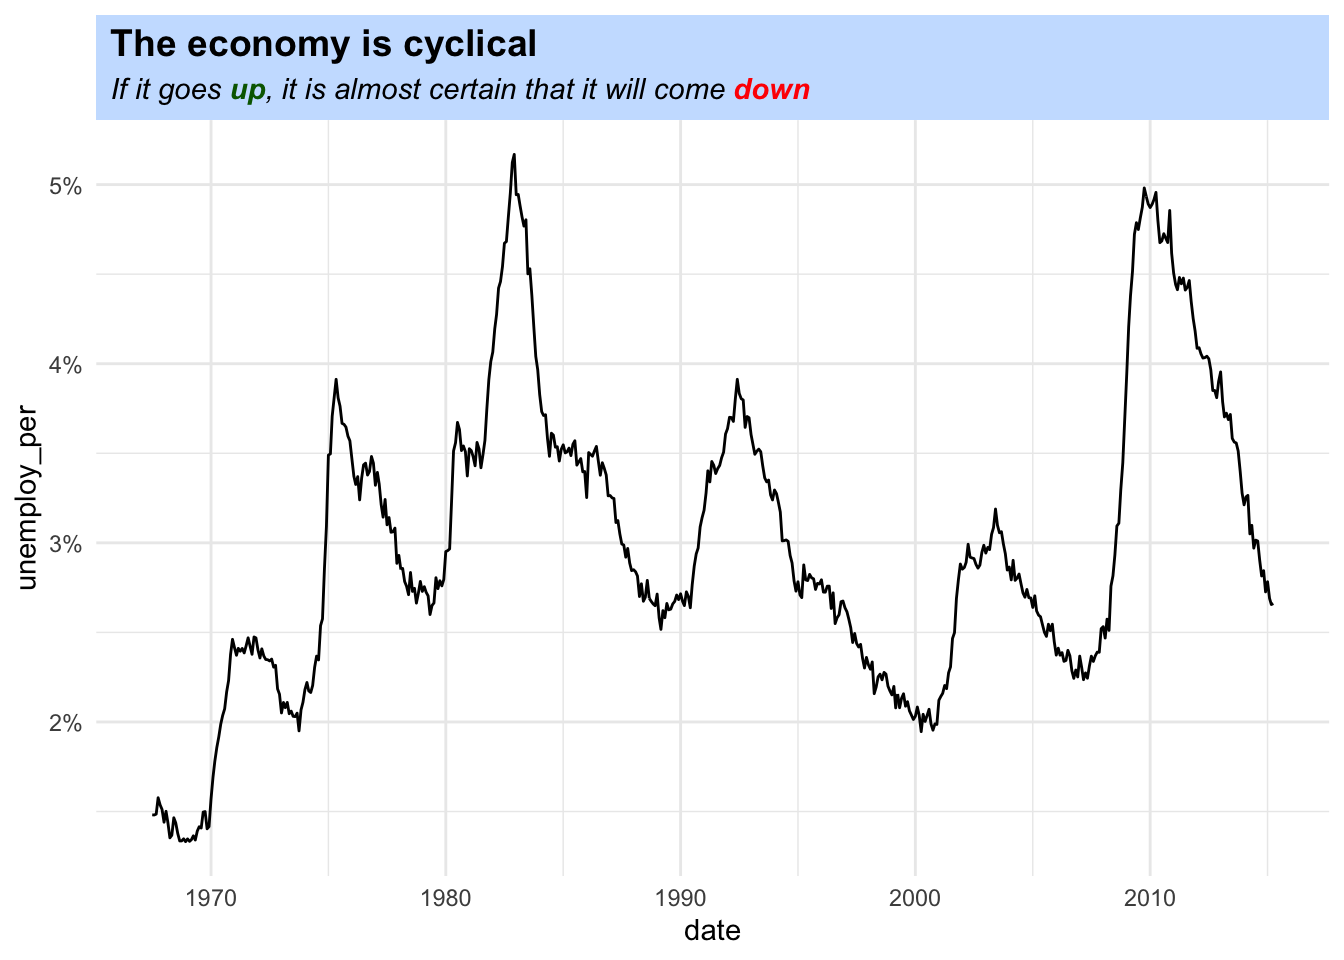 The economy is cyclical
If it goes up, it is almost certain that it will come down
5%
4%
3%
2%
unemploy_per
1970 1980 1990 2000 2010
date